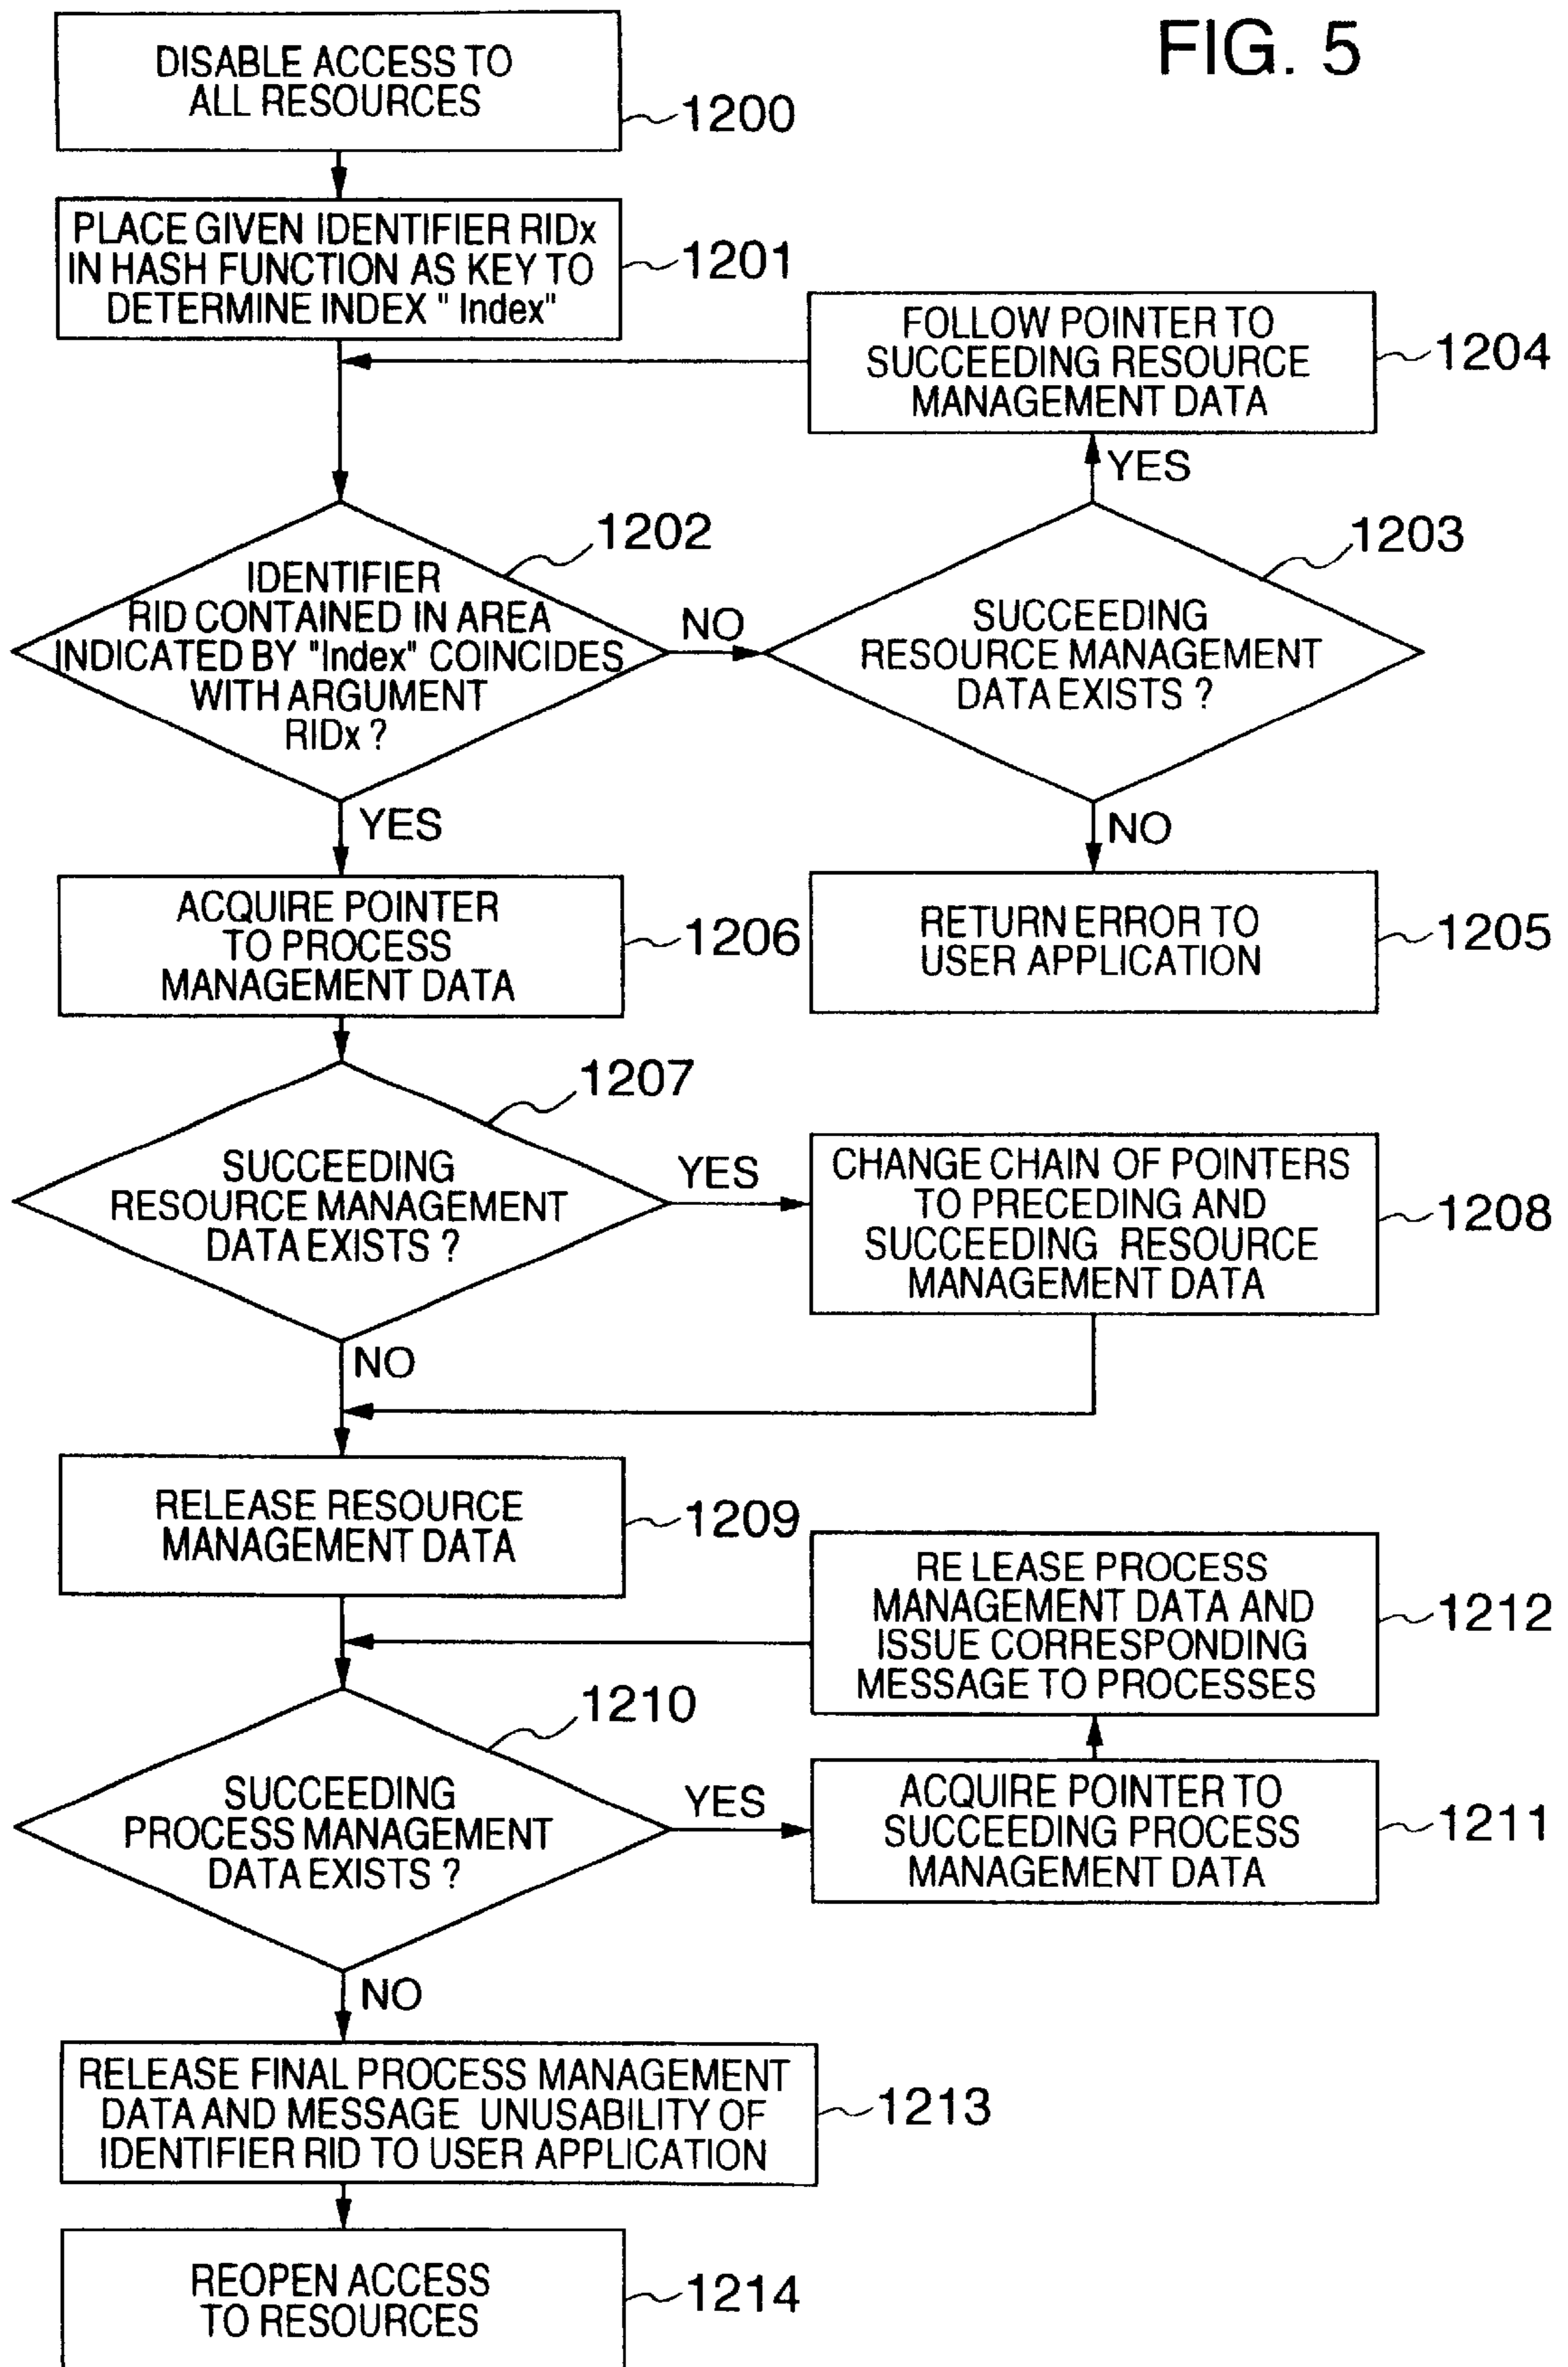 FIG. 5
DISABLE ACCESS TO
ALL RESOURCES
1200
PLACE GIVEN IDENTIFIER RIDx
IN HASH FUNCTION AS KEY TO
DETERMINE INDEX " Index"
1201
FOLLOW POINTER TO
SUCCEEDING RESOURCE
MANAGEMENT DATA
1204
YES
1202
IDENTIFIER
RID CONTAINED IN AREA
INDICATED BY "Index" COINCIDES
WITH ARGUMENT
RIDx ?
NO
1203
SUCCEEDING
RESOURCE MANAGEMENT
DATA EXISTS ?
YES
NO
ACQUIRE POINTER
TO PROCESS
MANAGEMENT DATA
1206
RETURN ERROR TO
USER APPLICATION
1205
1207
SUCCEEDING
RESOURCE MANAGEMENT
DATA EXISTS ?
YES
CHANGE CHAIN OF POINTERS
TO PRECEDING AND
SUCCEEDING RESOURCE
MANAGEMENT DATA
1208
NO
RELEASE RESOURCE
MANAGEMENT DATA
1209
RELEASE PROCESS
MANAGEMENT DATA AND
ISSUE CORRESPONDING
MESSAGE TO PROCESSES
1212
1210
SUCCEEDING
PROCESS MANAGEMENT
DATA EXISTS ?
YES
ACQUIRE POINTER TO
SUCCEEDING PROCESS
MANAGEMENT DATA
1211
NO
RELEASE FINAL PROCESS MANAGEMENT
DATA AND MESSAGE UNUSABILITY OF
IDENTIFIER RID TO USER APPLICATION
1213
REOPEN ACCESS
TO RESOURCES
1214